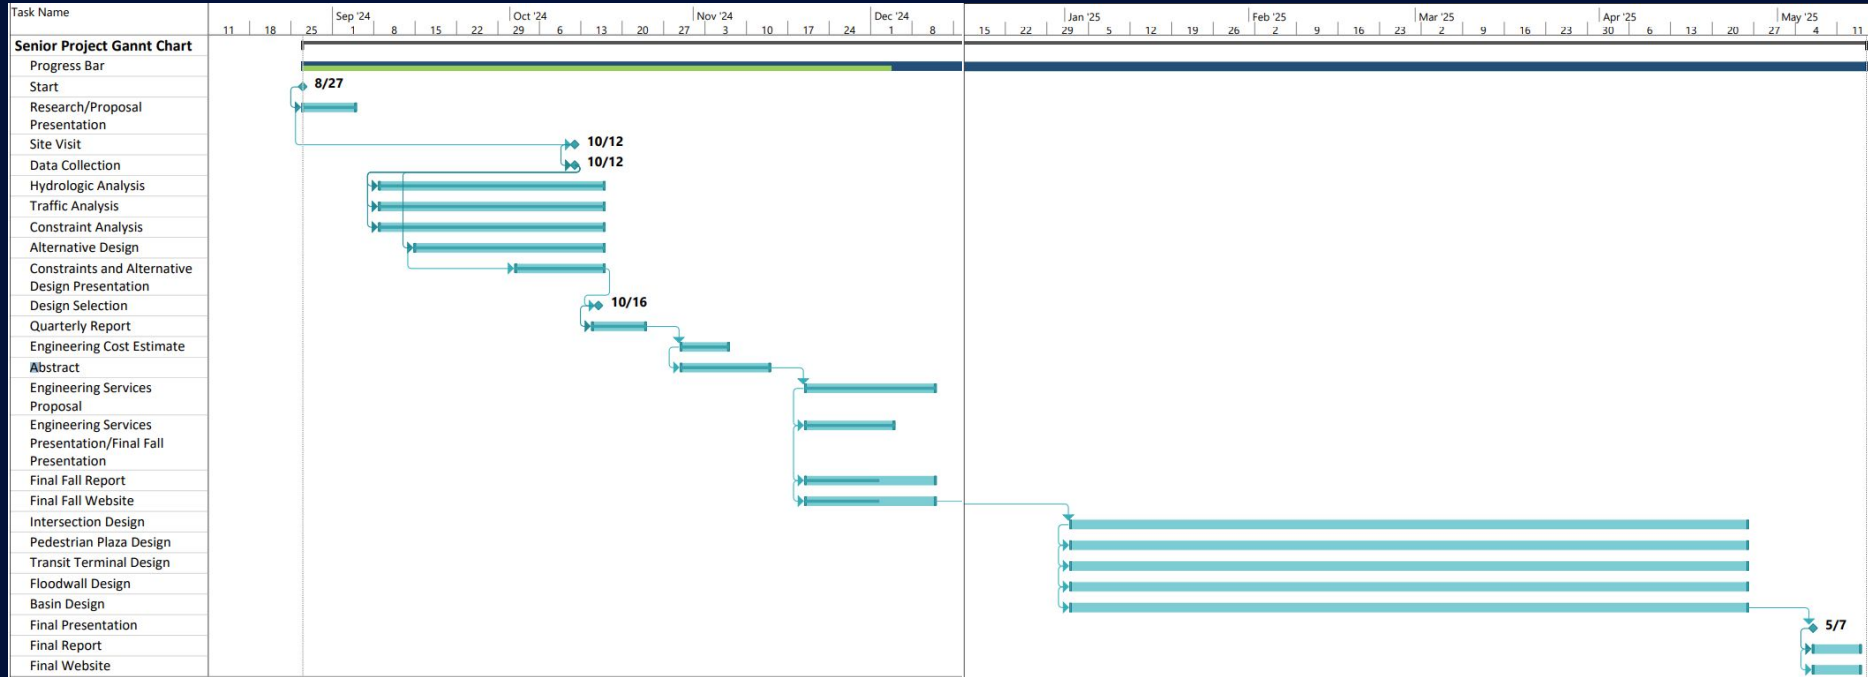 Task Name
Sep '24 Oct '24 Nov '24 Dec '24 Jan '25 Feb '25 Mar '25 Apr '25 May '25
11 18 25 1 8 15 22 29 6 13 20 27 3 10 17 24 1 8 15 22 29 5 12 19 26 2 9 16 23 2 9 16 23 30 6 13 20 27 4 11
Senior Project Gannt Chart
Progress Bar
Start
8/27
Research/Proposal
Presentation
Site Visit
10/12
Data Collection
10/12
Hydrologic Analysis
Traffic Analysis
Constraint Analysis
Alternative Design
Constraints and Alternative
Design Presentation
Design Selection
10/16
Quarterly Report
Engineering Cost Estimate
Abstract
Engineering Services
Proposal
Engineering Services
Presentation/Final Fall
Presentation
Final Fall Report
Final Fall Website
Intersection Design
Pedestrian Plaza Design
Transit Terminal Design
Floodwall Design
Basin Design
Final Presentation
5/7
Final Report
Final Website